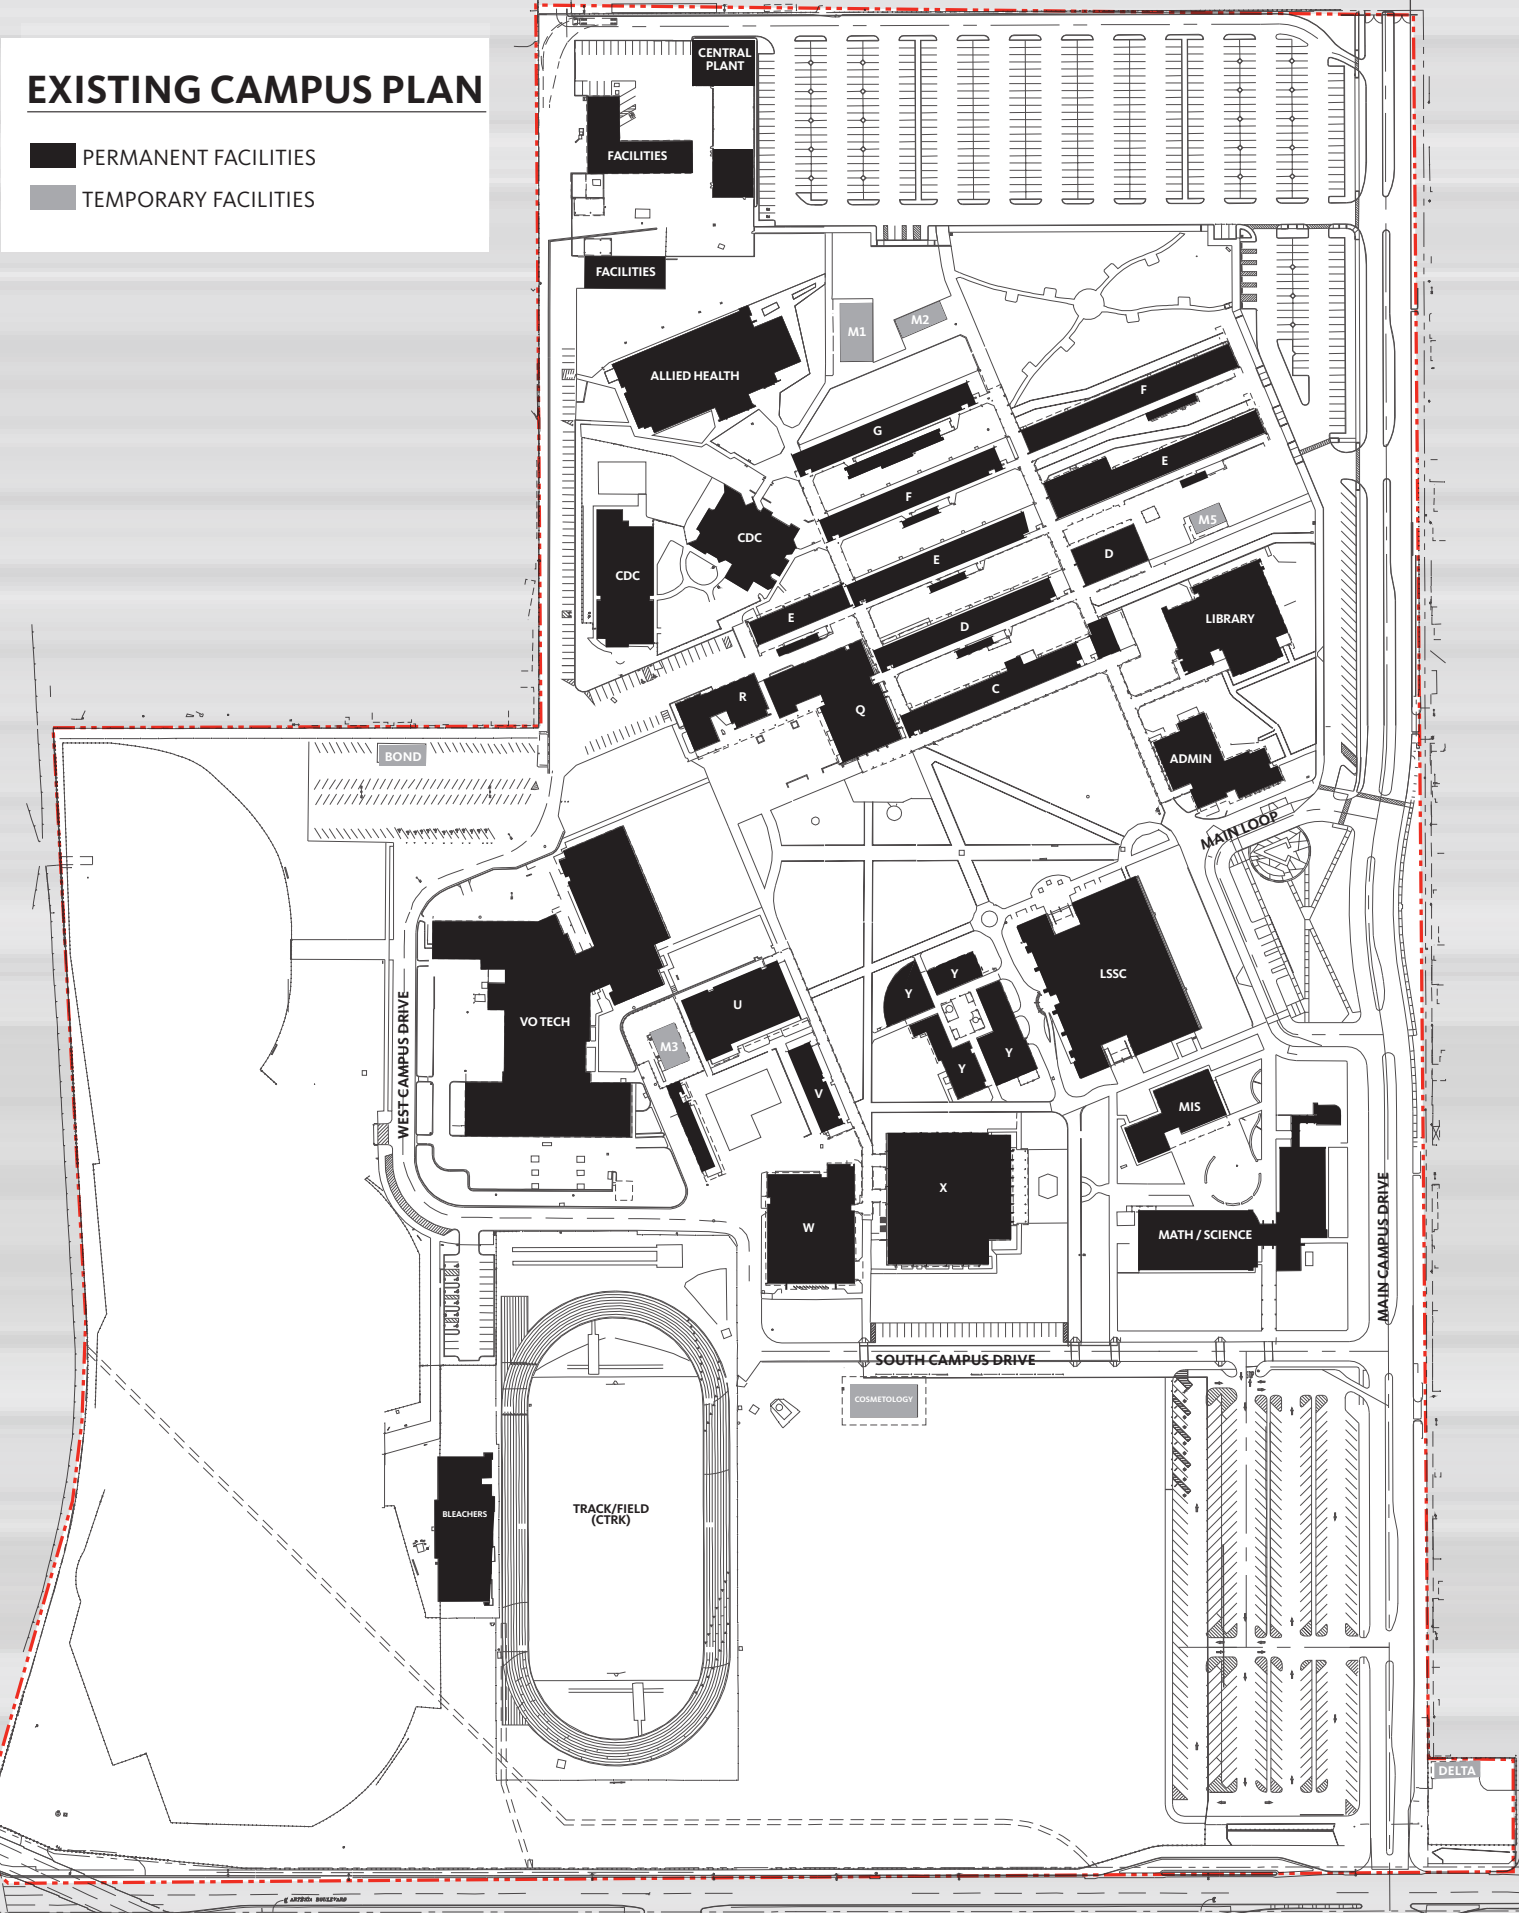 EXISTING CAMPUS PLAN
PERMANENT FACILITIES
TEMPORARY FACILITIES
CENTRAL
PLANT
FACILITIES
FACILITIES
M1
M2
ALLIED HEALTH
F
G
E
F
M5
CDC
D
E
CDC
E
LIBRARY
D
R
C
Q
BOND
ADMIN
MAIN LOOP
Y
LSSC
Y
U
VO TECH
M3
Y
Y
WEST CAMPUS DRIVE
V
MIS
X
W
MATH / SCIENCE
MAIN CAMPUS DRIVE
SOUTH CAMPUS DRIVE
COSMETOLOGY
TRACK/FIELD
(CTRK)
BLEACHERS
DELTA
ARTESIA BOULEVARD